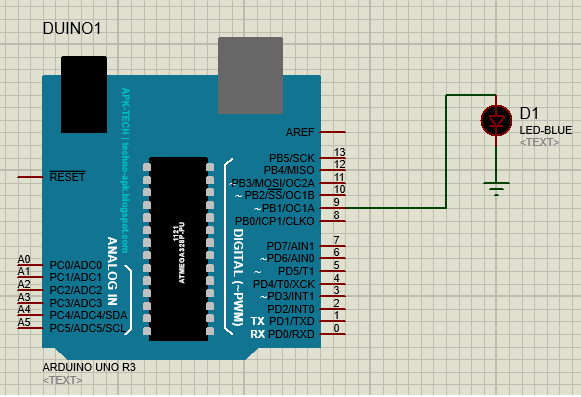 DUINO1
APK-TECH | techno-apk.blogspot.com
RESET
A0 PC0/ADC0
A1 PC1/ADC1
A2 PC2/ADC2
A3 PC3/ADC3
A4 PC4/ADC4/SDA
A5 PC5/ADC5/SCL
ANALOG IN
1121
ATMEGA328P-PU
DIGITAL (~PWM)
AREF
PB5/SCK 13
PB4/MISO 12
~PB3/MOSI/OC2A 11
~PB2/SS/OC1B 10
~PB1/OC1A 9
PB0/ICP1/CLKO 8
PD7/AIN1 7
~PD6/AIN0 6
~ PD5/T1 5
PD4/T0/XCK 4
~PD3/INT1 3
PD2/INT0 2
TX PD1/TXD 1
RX PD0/RXD 0
ARDUINO UNO R3
<TEXT>
D1
LED-BLUE
<TEXT>